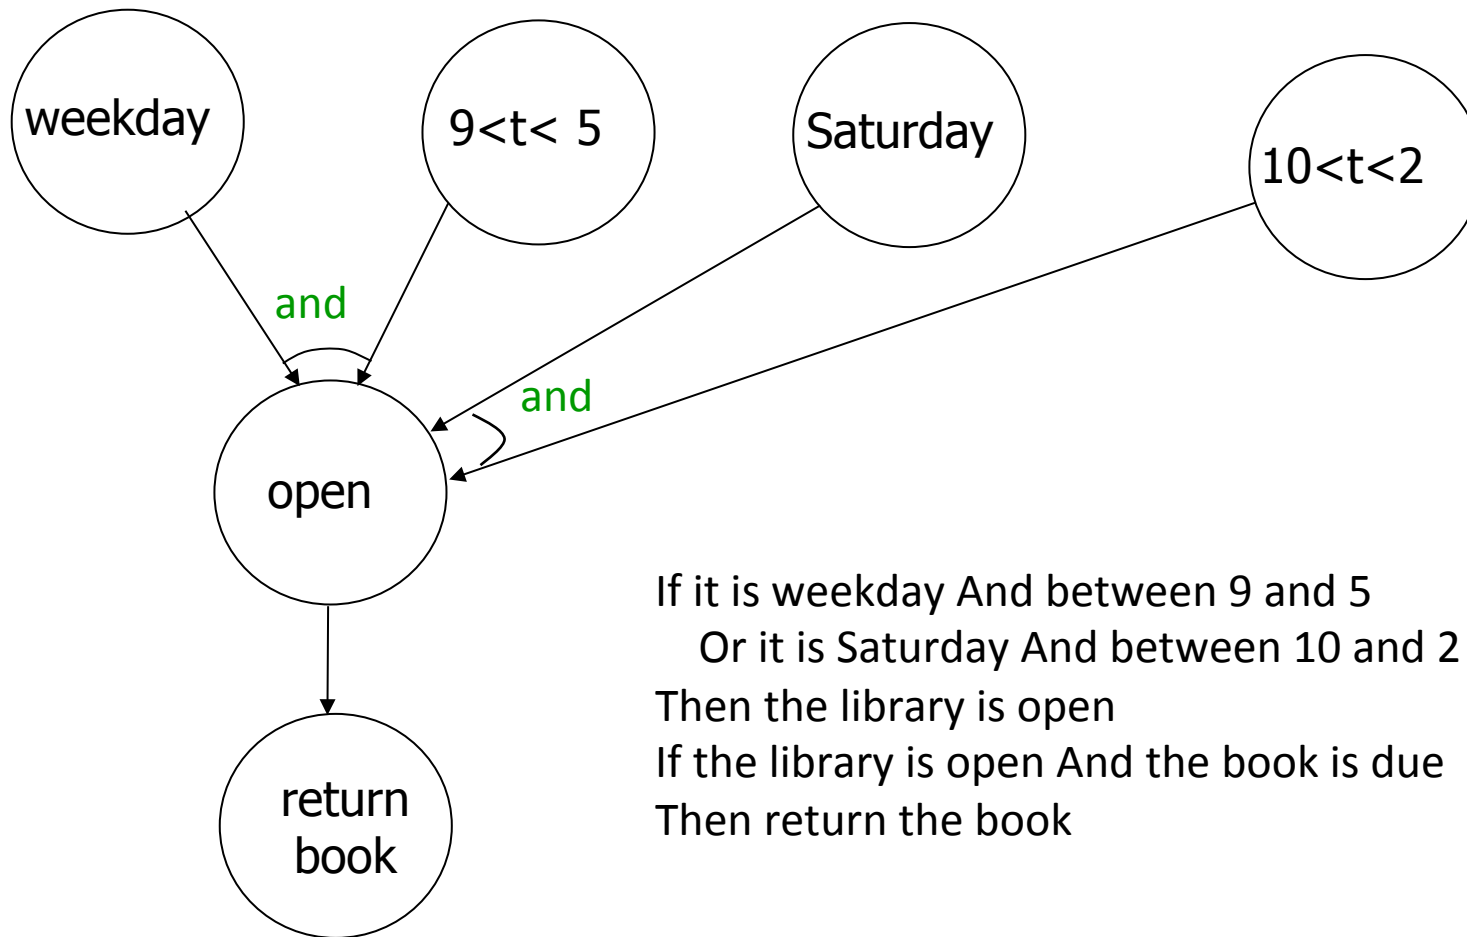 weekday
9<t< 5
Saturday
10<t<2
and
and
open
If it is weekday And between 9 and 5
Or it is Saturday And between 10 and 2
Then the library is open
If the library is open And the book is due
Then return the book
return
book